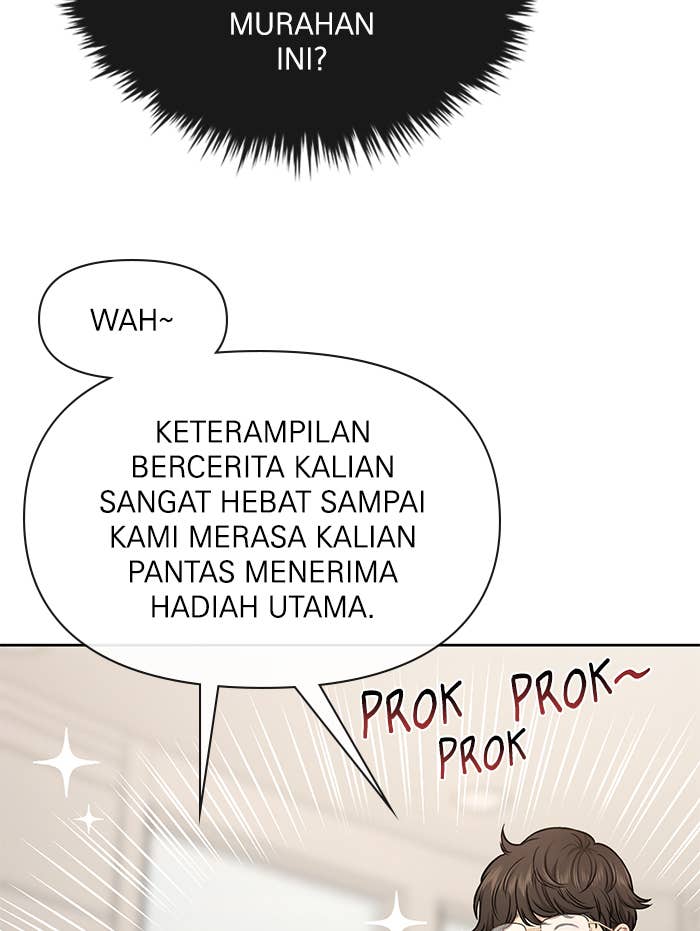 MURAHAN
INI?
WAH~
KETERAMPILAN
BERCERITA KALIAN
SANGAT HEBAT SAMPAI
KAMI MERASA KALIAN
PANTAS MENERIMA
HADIAH UTAMA.
PROK PROK~
PROK